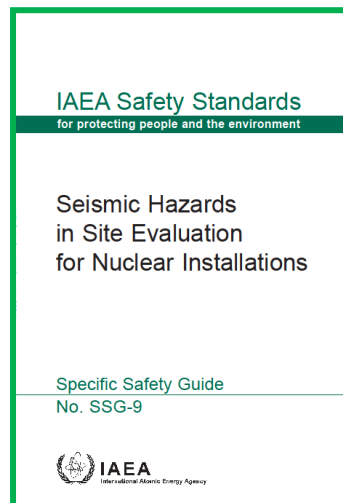 IAEA Safety Standards
for protecting people and the environment
Seismic Hazards
in Site Evaluation
for Nuclear Installations
Specific Safety Guide
No. SSG-9
IAEA
International Atomic Energy Agency